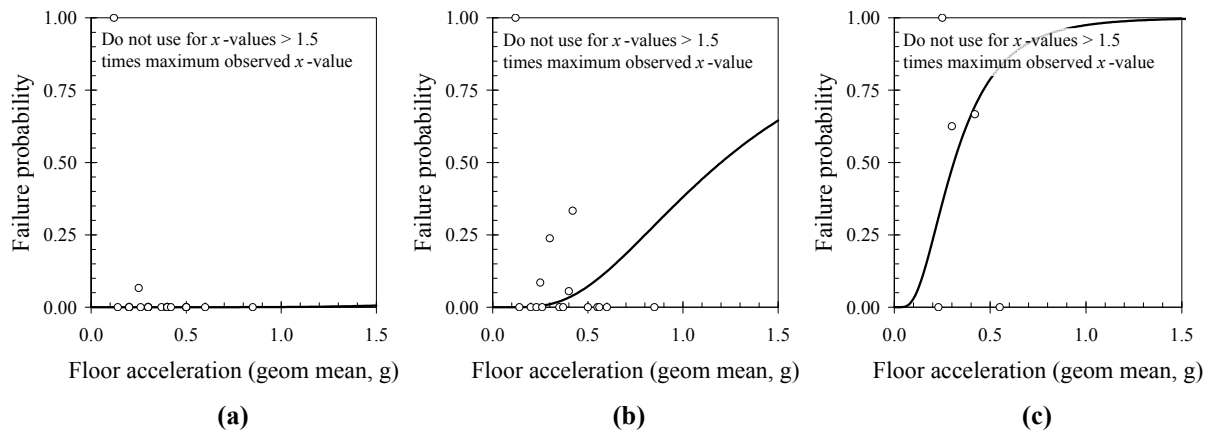 1.00
0.75
0.50
0.25
0.00
Failure probability
Do not use for x-values > 1.5
times maximum observed x-value
0.0 0.5 1.0 1.5
Floor acceleration (geom mean, g)
(a)
1.00
0.75
0.50
0.25
0.00
Failure probability
Do not use for x-values > 1.5
times maximum observed x-value
0.0 0.5 1.0 1.5
Floor acceleration (geom mean, g)
(b)
1.00
0.75
0.50
0.25
0.00
Failure probability
Do not use for x-values > 1.5
times maximum observed x-value
0.0 0.5 1.0 1.5
Floor acceleration (geom mean, g)
(c)